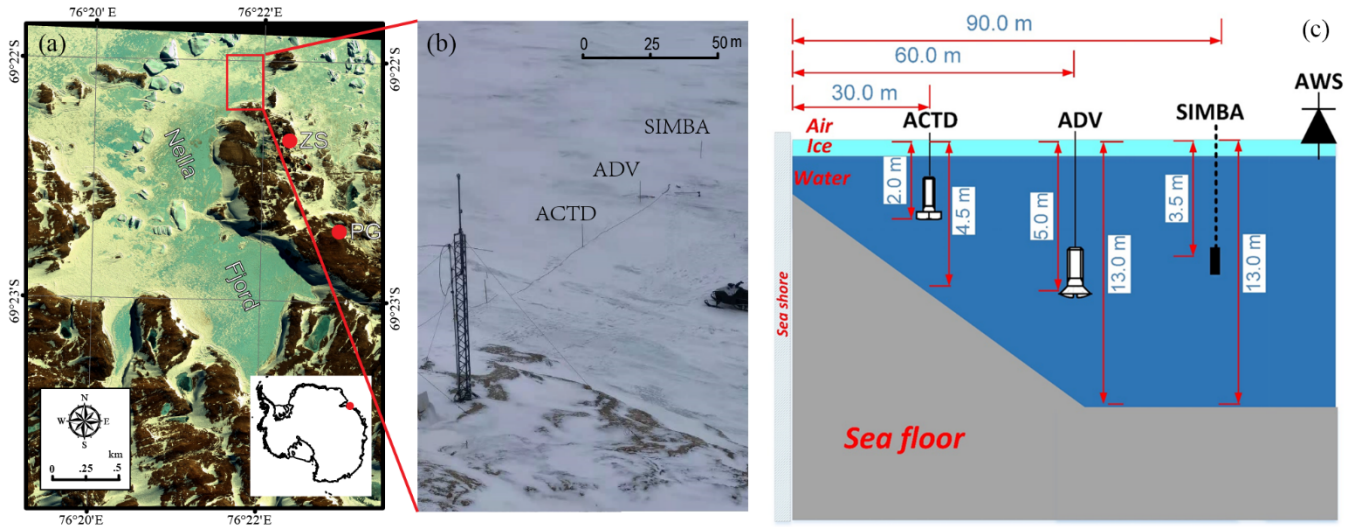 (a)
76°20' E
76°22'
69°22'S
69°22'S
Nella
ZS
PG
Fjord
69°23'S
69°23'S
N
W
E
S
km
0 .25 .5
76°20'
76°22'
(b)
0 25 50 m
SIMBA
ADV
ACTD
(c)
90.0 m
60.0 m
30.0 m
AWS
SIMBA
ACTD
ADV
Air
Ice
Water
2.0 m
4.5 m
5.0 m
13.0 m
3.5 m
13.0 m
Sea shore
Sea floor